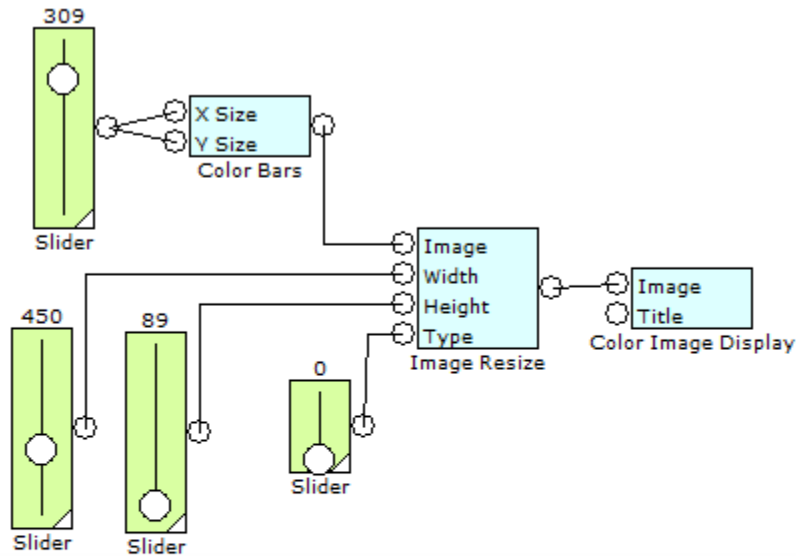 309
X Size
Y Size
Color Bars
Slider
Image
Width
Height
Type
Image Resize
Image
Title
Color Image Display
450
Slider
89
Slider
0
Slider